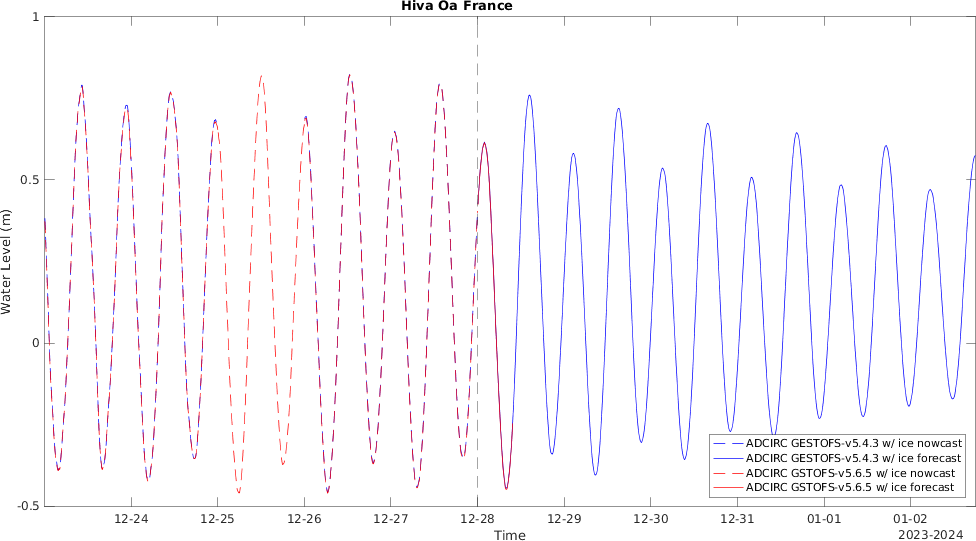 Hiva Oa France
1
0.5
0
-0.5
Water Level (m)
12-24 12-25 12-26 12-27 12-28 12-29 12-30 12-31 01-01 01-02
Time
2023-2024
ADCIRC GESTOFS-v5.4.3 w/ ice nowcast
ADCIRC GESTOFS-v5.4.3 w/ ice forecast
ADCIRC GSTOFS-v5.6.5 w/ ice nowcast
ADCIRC GSTOFS-v5.6.5 w/ ice forecast